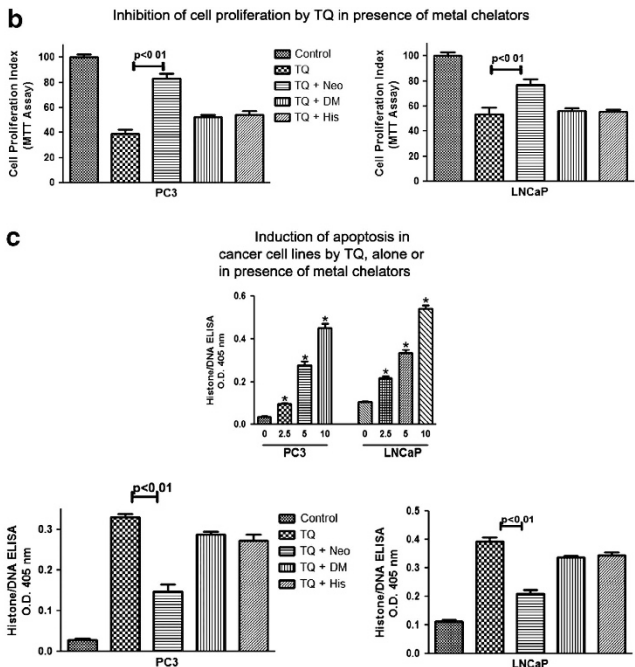 b
Inhibition of cell proliferation by TQ in presence of metal chelators
Cell Proliferation Index
(MTT Assay)
100
80
60
40
20
0
p<0 01
PC3
Control
TQ
TQ + Neo
TQ + DM
TQ + His
Cell Proliferation Index
(MTT Assay)
100
80
60
40
20
0
p<0 01
LNCaP
c
Induction of apoptosis in
cancer cell lines by TQ, alone or
in presence of metal chelators
Histone/DNA ELISA
O.D. 405 nm
0.6
0.4
0.2
0.0
* * * * * *
0 2.5 5 10 0 2.5 5 10
PC3 LNCaP
Histone/DNA ELISA
O.D. 405 nm
0.3
0.2
0.1
0.0
p<0,01
PC3
Control
TQ
TQ + Neo
TQ + DM
TQ + His
Histone/DNA ELISA
O.D. 405 nm
0.5
0.4
0.3
0.2
0.1
0.0
p<0,01
LNCaP